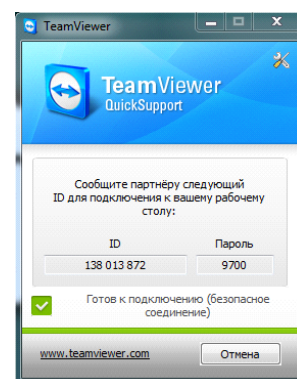 TeamViewer
TeamViewer
QuickSupport
Сообщите партнёру следующий
ID для подключения к вашему рабочему
столу:
ID Пароль
138 013 872 9700
Готов к подключению (безопасное
соединение)
www.teamviewer.com Отмена